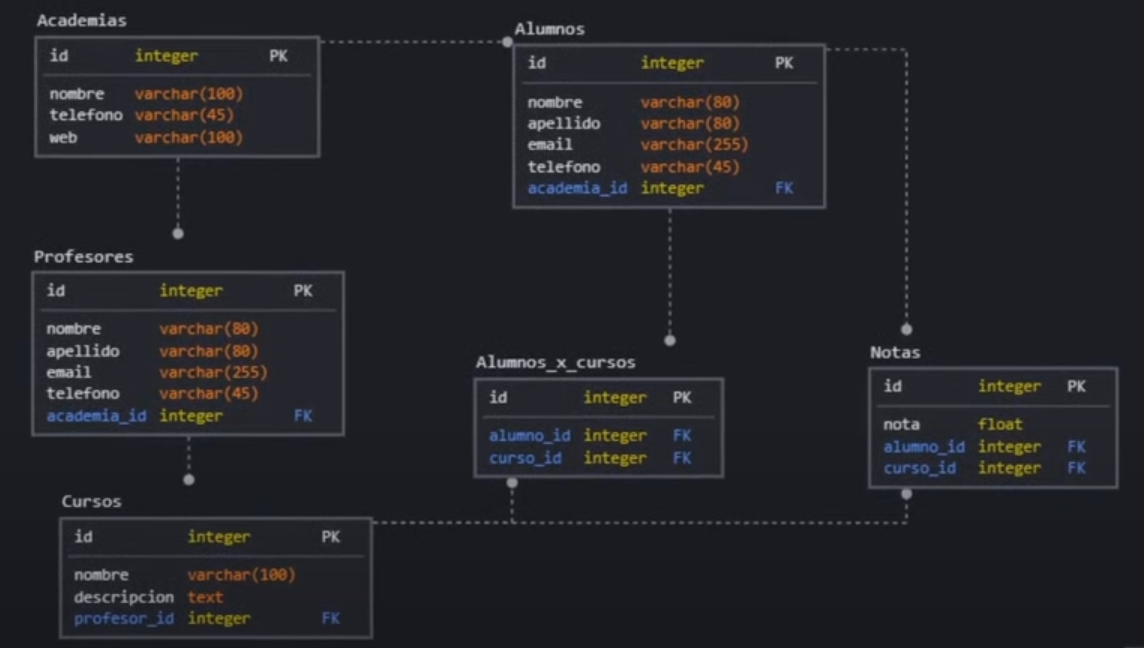 Academias
id integer PK
nombre varchar(100)
telefono varchar(45)
web varchar(100)
Alumnos
id integer PK
nombre varchar(80)
apellido varchar(80)
email varchar(255)
telefono varchar(45)
academia_id integer FK
Profesores
id integer PK
nombre varchar(80)
apellido varchar(80)
email varchar(255)
telefono varchar(45)
academia_id integer FK
Alumnos_x_cursos
id integer PK
alumno_id integer FK
curso_id integer FK
Notas
id integer PK
nota float
alumno_id integer FK
curso_id integer FK
Cursos
id integer PK
nombre varchar(100)
descripcion text
profesor_id integer FK